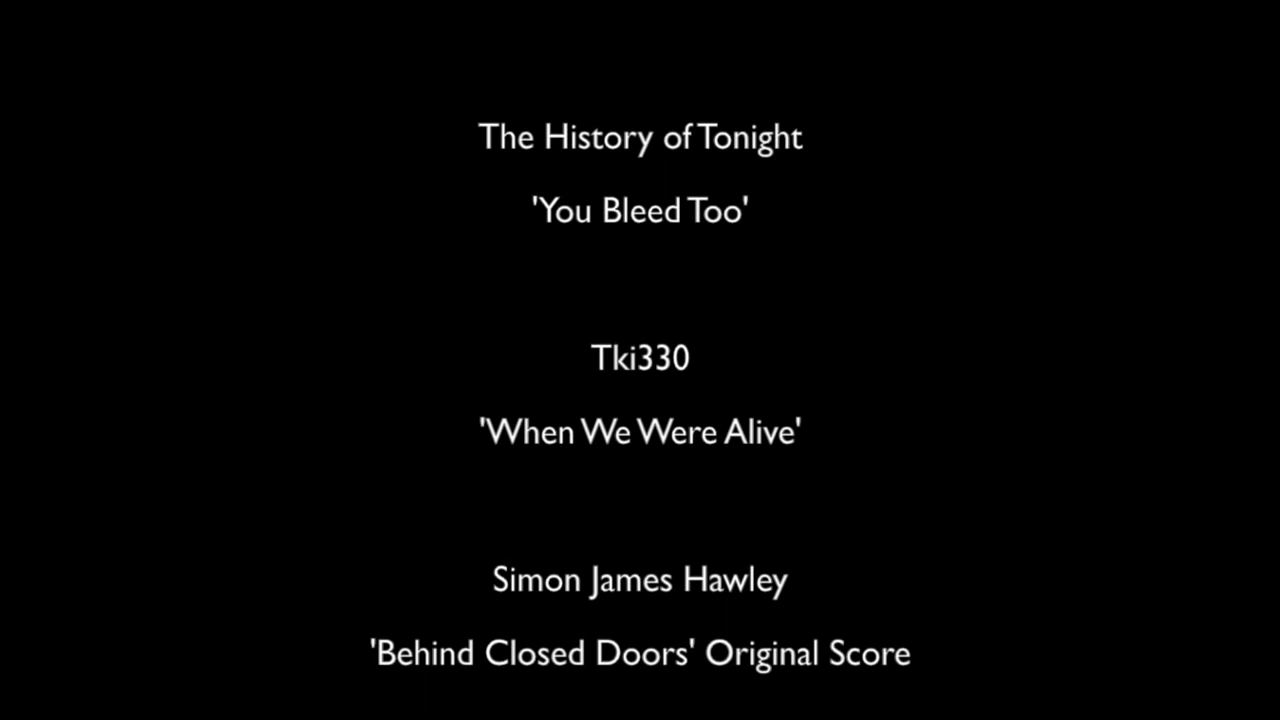 The History of Tonight
'You Bleed Too'
Tki330
'When We Were Alive'
Simon James Hawley
'Behind Closed Doors' Original Score